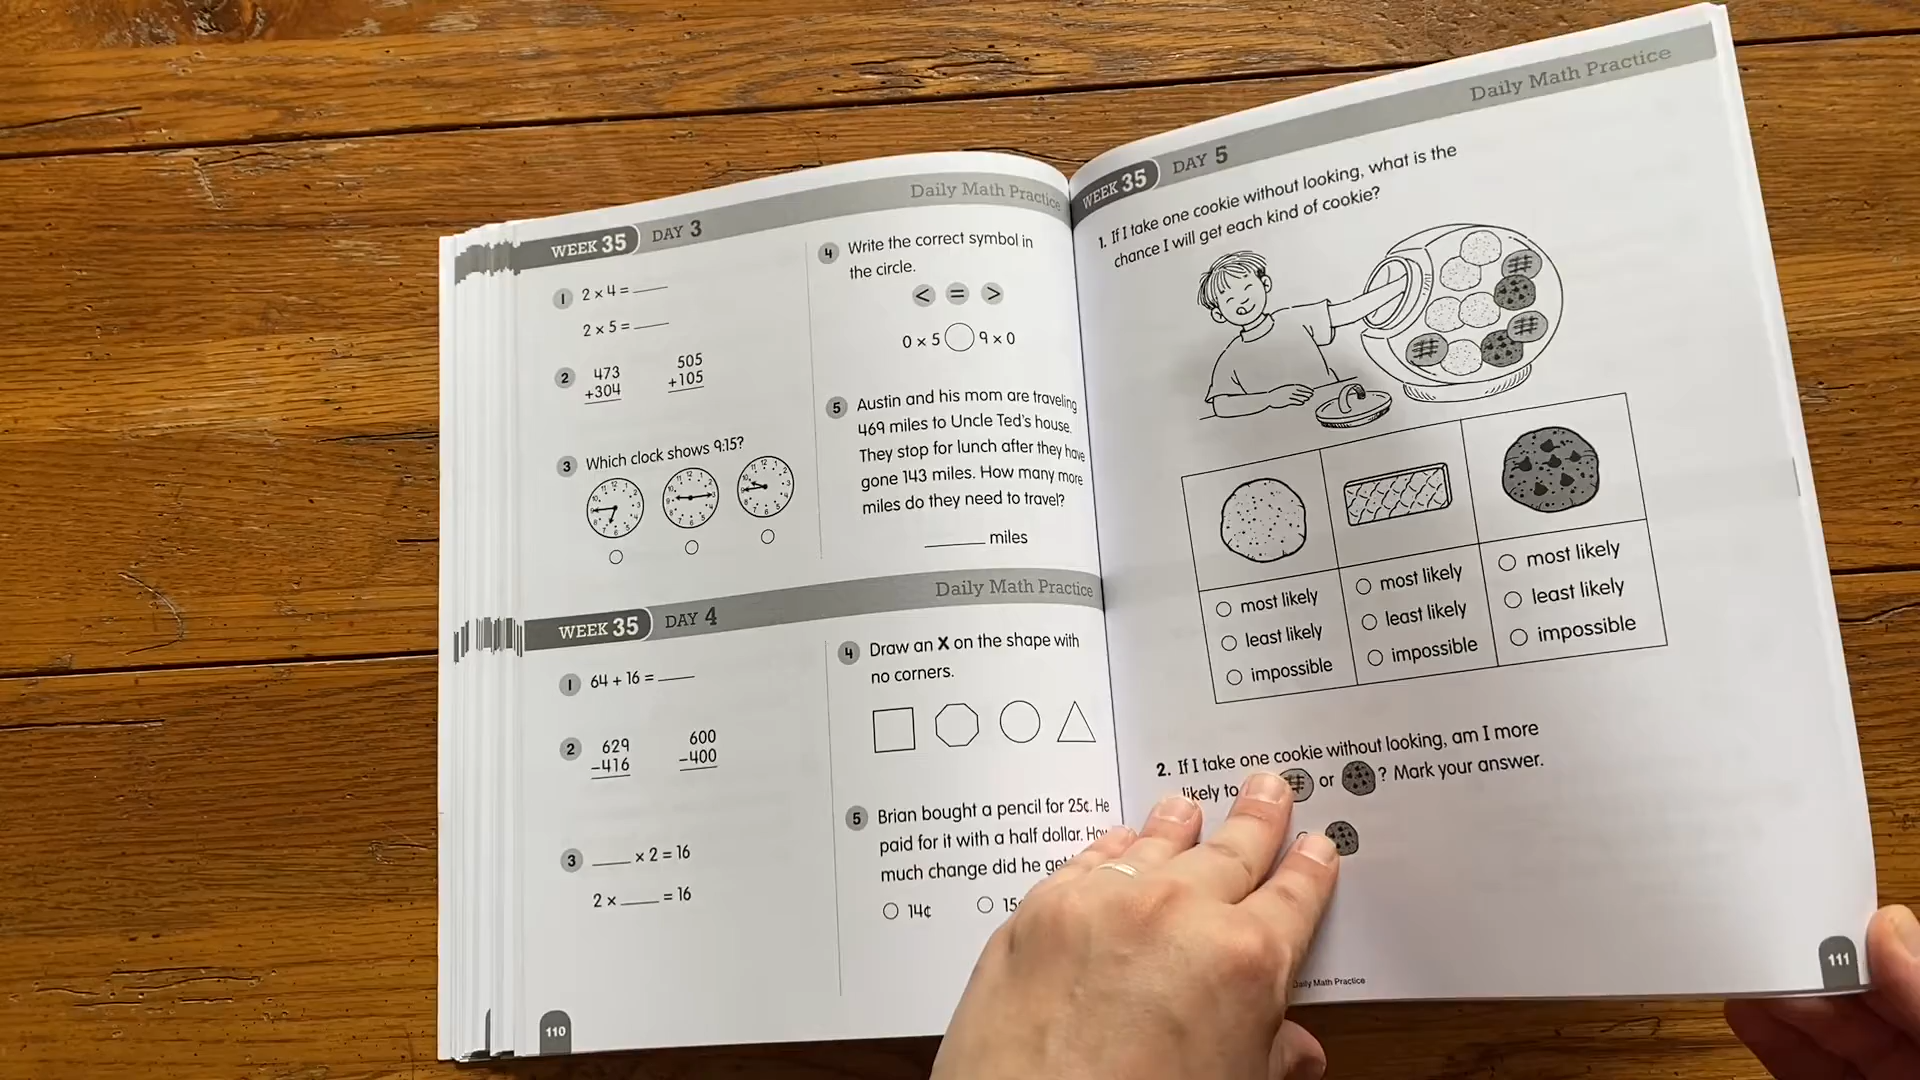 WEEK 35 DAY 3 Daily Math Practice
1 2 × 4 = ____
2 × 5 = ____
2 473 505
+304 +105
3 Which clock shows 9:15?
4 Write the correct symbol in
the circle.
< = >
0 × 5 9 × 0
5 Austin and his mom are traveling
469 miles to Uncle Ted's house.
They stop for lunch after they have
gone 143 miles. How many more
miles do they need to travel?
____ miles
WEEK 35 DAY 4 Daily Math Practice
1 64 + 16 = ____
2 629 600
–416 –400
3 ____ × 2 = 16
2 × ____ = 16
4 Draw an X on the shape with
no corners.
5 Brian bought a pencil for 25¢. He
paid for it with a half dollar. How
much change did he get
14¢ 15¢
110
WEEK 35 DAY 5 Daily Math Practice
1. If I take one cookie without looking, what is the
chance I will get each kind of cookie?
most likely
least likely
impossible
most likely
least likely
impossible
most likely
least likely
impossible
2. If I take one cookie without looking, am I more
likely to or ? Mark your answer.
Daily Math Practice
111